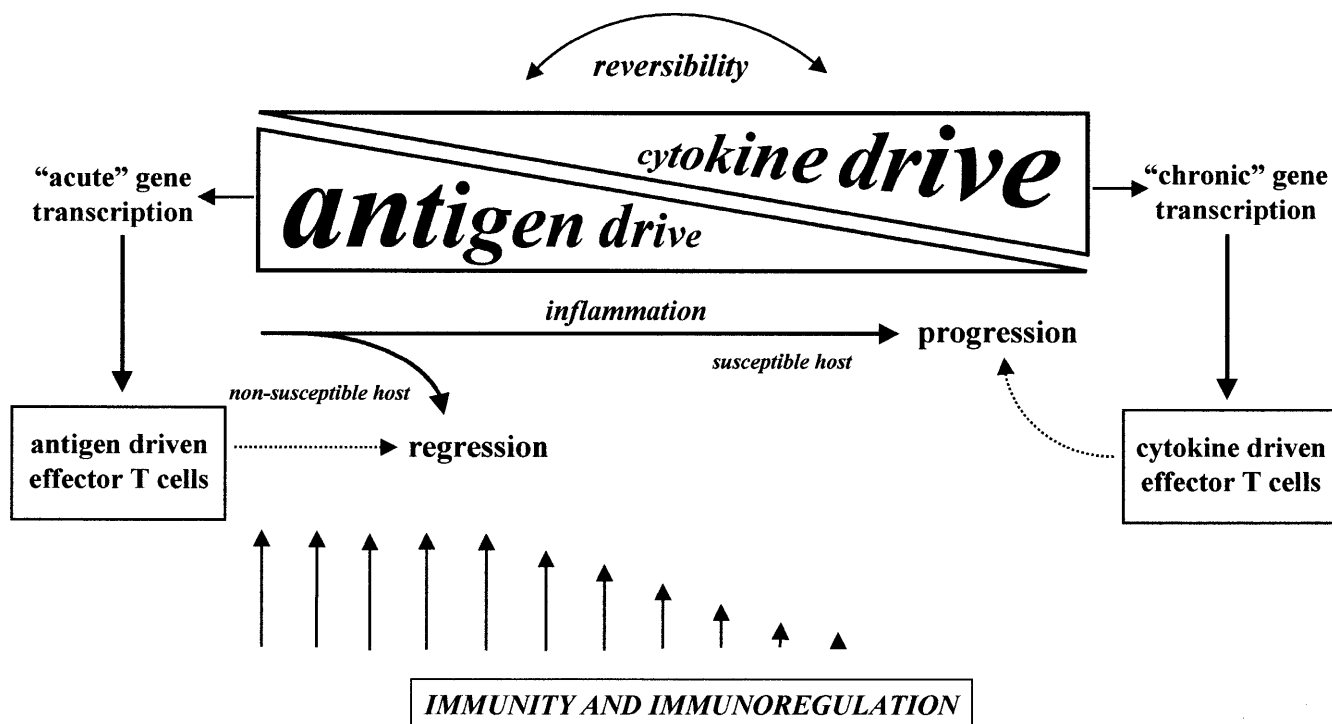 reversibility
cytokine drive
antigen drive
“acute” gene
transcription
“chronic” gene
transcription
inflammation
progression
susceptible host
non-susceptible host
regression
antigen driven
effector T cells
cytokine driven
effector T cells
IMMUNITY AND IMMUNOREGULATION